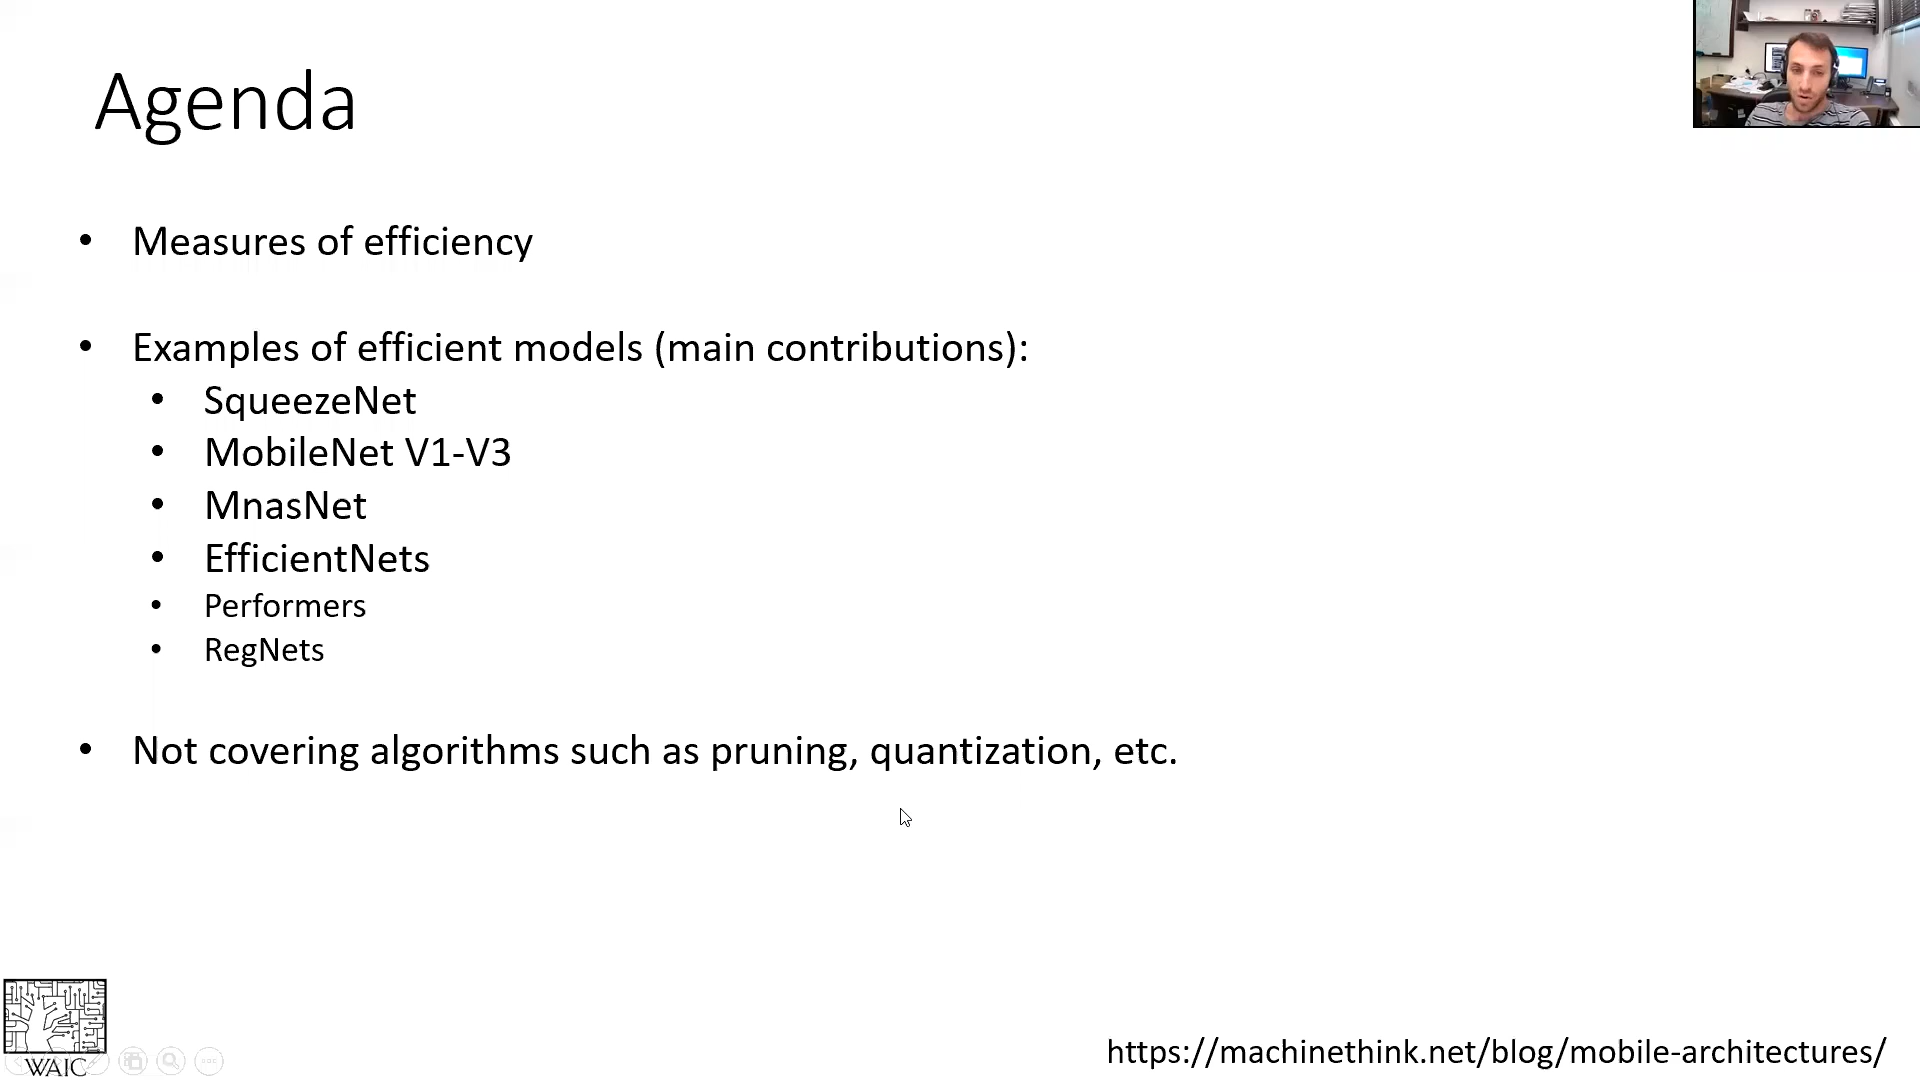 Agenda
• Measures of efficiency
• Examples of efficient models (main contributions):
• SqueezeNet
• MobileNet V1-V3
• MnasNet
• EfficientNets
• Performers
• RegNets
• Not covering algorithms such as pruning, quantization, etc.
WAIC
https://machinethink.net/blog/mobile-architectures/